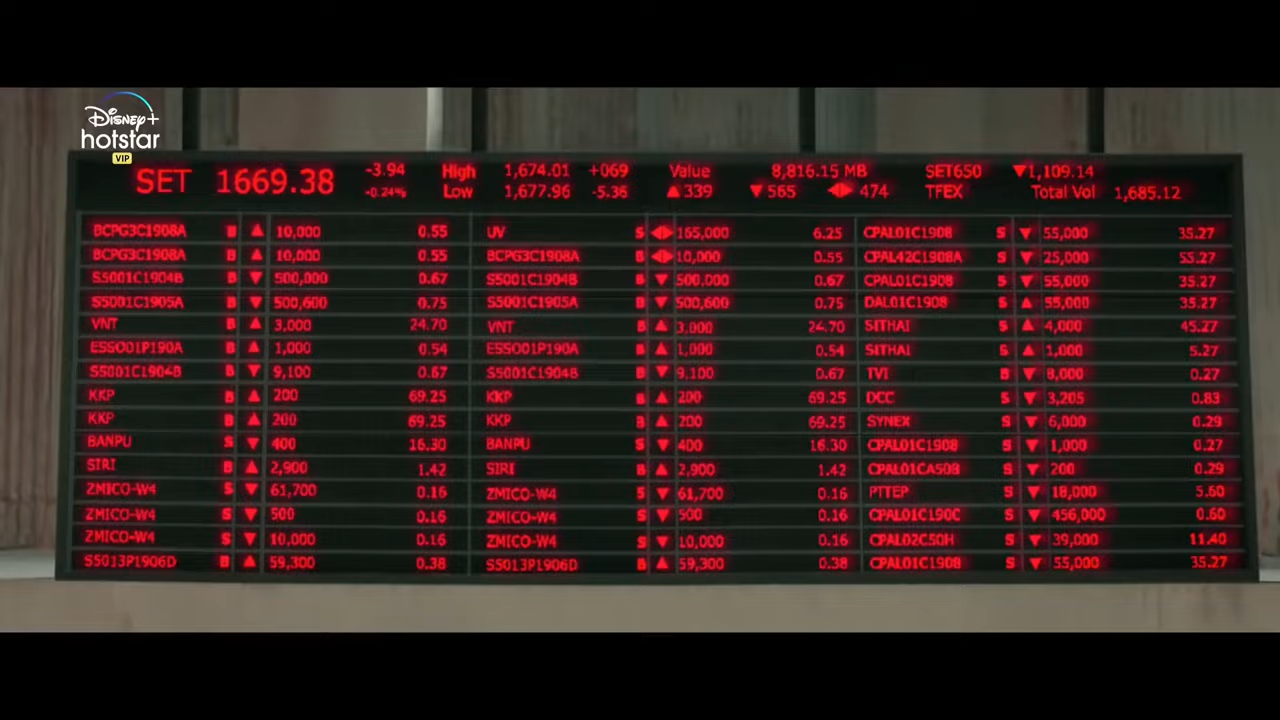 Disney+
hotstar
VIP
SET 1669.38 -3.94 High 1,674.01 +069 Value 8,816.15 MB SET650 ▼1,109.14
-0.24% Low 1,677.96 -5.36 ▲339 ▼565 ◀▶474 TFEX Total Vol 1,685.12
BCPG3C1908A B ▲ 10,000 0.55 UV S ◀▶ 165,000 6.25 CPAL01C1908 S ▼ 55,000 35.27
BCPG3C1908A B ▲ 10,000 0.55 BCPG3C1908A B ◀▶ 10,000 0.55 CPAL42C1908A S ▼ 25,000 55.27
S5001C1904B B ▼ 500,000 0.67 S5001C1904B B ▼ 500,000 0.67 CPAL01C1908 S ▼ 55,000 35.27
S5001C1905A B ▼ 500,600 0.75 S5001C1905A B ▼ 500,600 0.75 DAL01C1908 S ▲ 55,000 35.27
VNT B ▲ 3,000 24.70 VNT B ▲ 3,000 24.70 SITHAI S ▲ 4,000 45.27
ESSO01P190A B ▲ 1,000 0.54 ESSO01P190A B ▲ 1,000 0.54 SITHAI S ▲ 1,000 5.27
S5001C1904B B ▼ 9,100 0.67 S5001C1904B B ▼ 9,100 0.67 TVI B ▼ 8,000 0.27
KKP B ▲ 200 69.25 KKP B ▲ 200 69.25 DCC S ▼ 3,205 0.83
KKP B ▲ 200 69.25 KKP B ▲ 200 69.25 SYNEX S ▼ 6,000 0.29
BANPU S ▼ 400 16.30 BANPU S ▼ 400 16.30 CPAL01C1908 S ▼ 1,000 0.27
SIRI B ▲ 2,900 1.42 SIRI B ▲ 2,900 1.42 CPAL01CA508 S ▼ 200 0.29
ZMICO-W4 S ▼ 61,700 0.16 ZMICO-W4 S ▼ 61,700 0.16 PTTEP S ▼ 18,000 5.60
ZMICO-W4 S ▼ 500 0.16 ZMICO-W4 S ▼ 500 0.16 CPAL01C190C S ▼ 456,000 0.60
ZMICO-W4 S ▼ 10,000 0.16 ZMICO-W4 S ▼ 10,000 0.16 CPAL02C50H S ▼ 39,000 11.40
S5013P1906D B ▲ 59,300 0.38 S5013P1906D B ▲ 59,300 0.38 CPAL01C1908 S ▼ 55,000 35.27